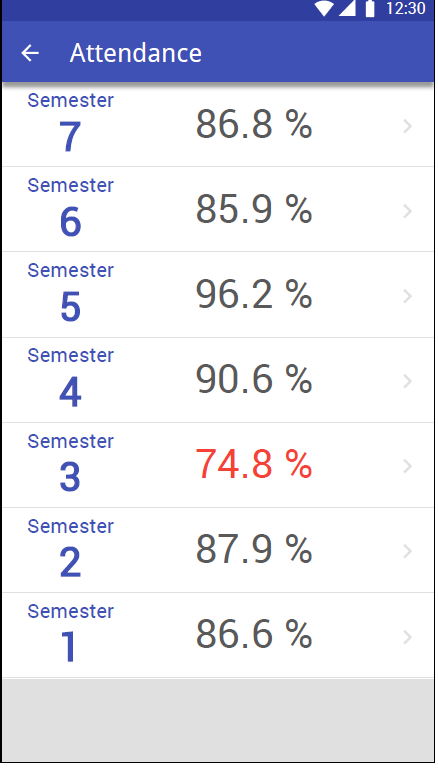 12:30
Attendance
Semester
7
86.8 %
Semester
6
85.9 %
Semester
5
96.2 %
Semester
4
90.6 %
Semester
3
74.8 %
Semester
2
87.9 %
Semester
1
86.6 %